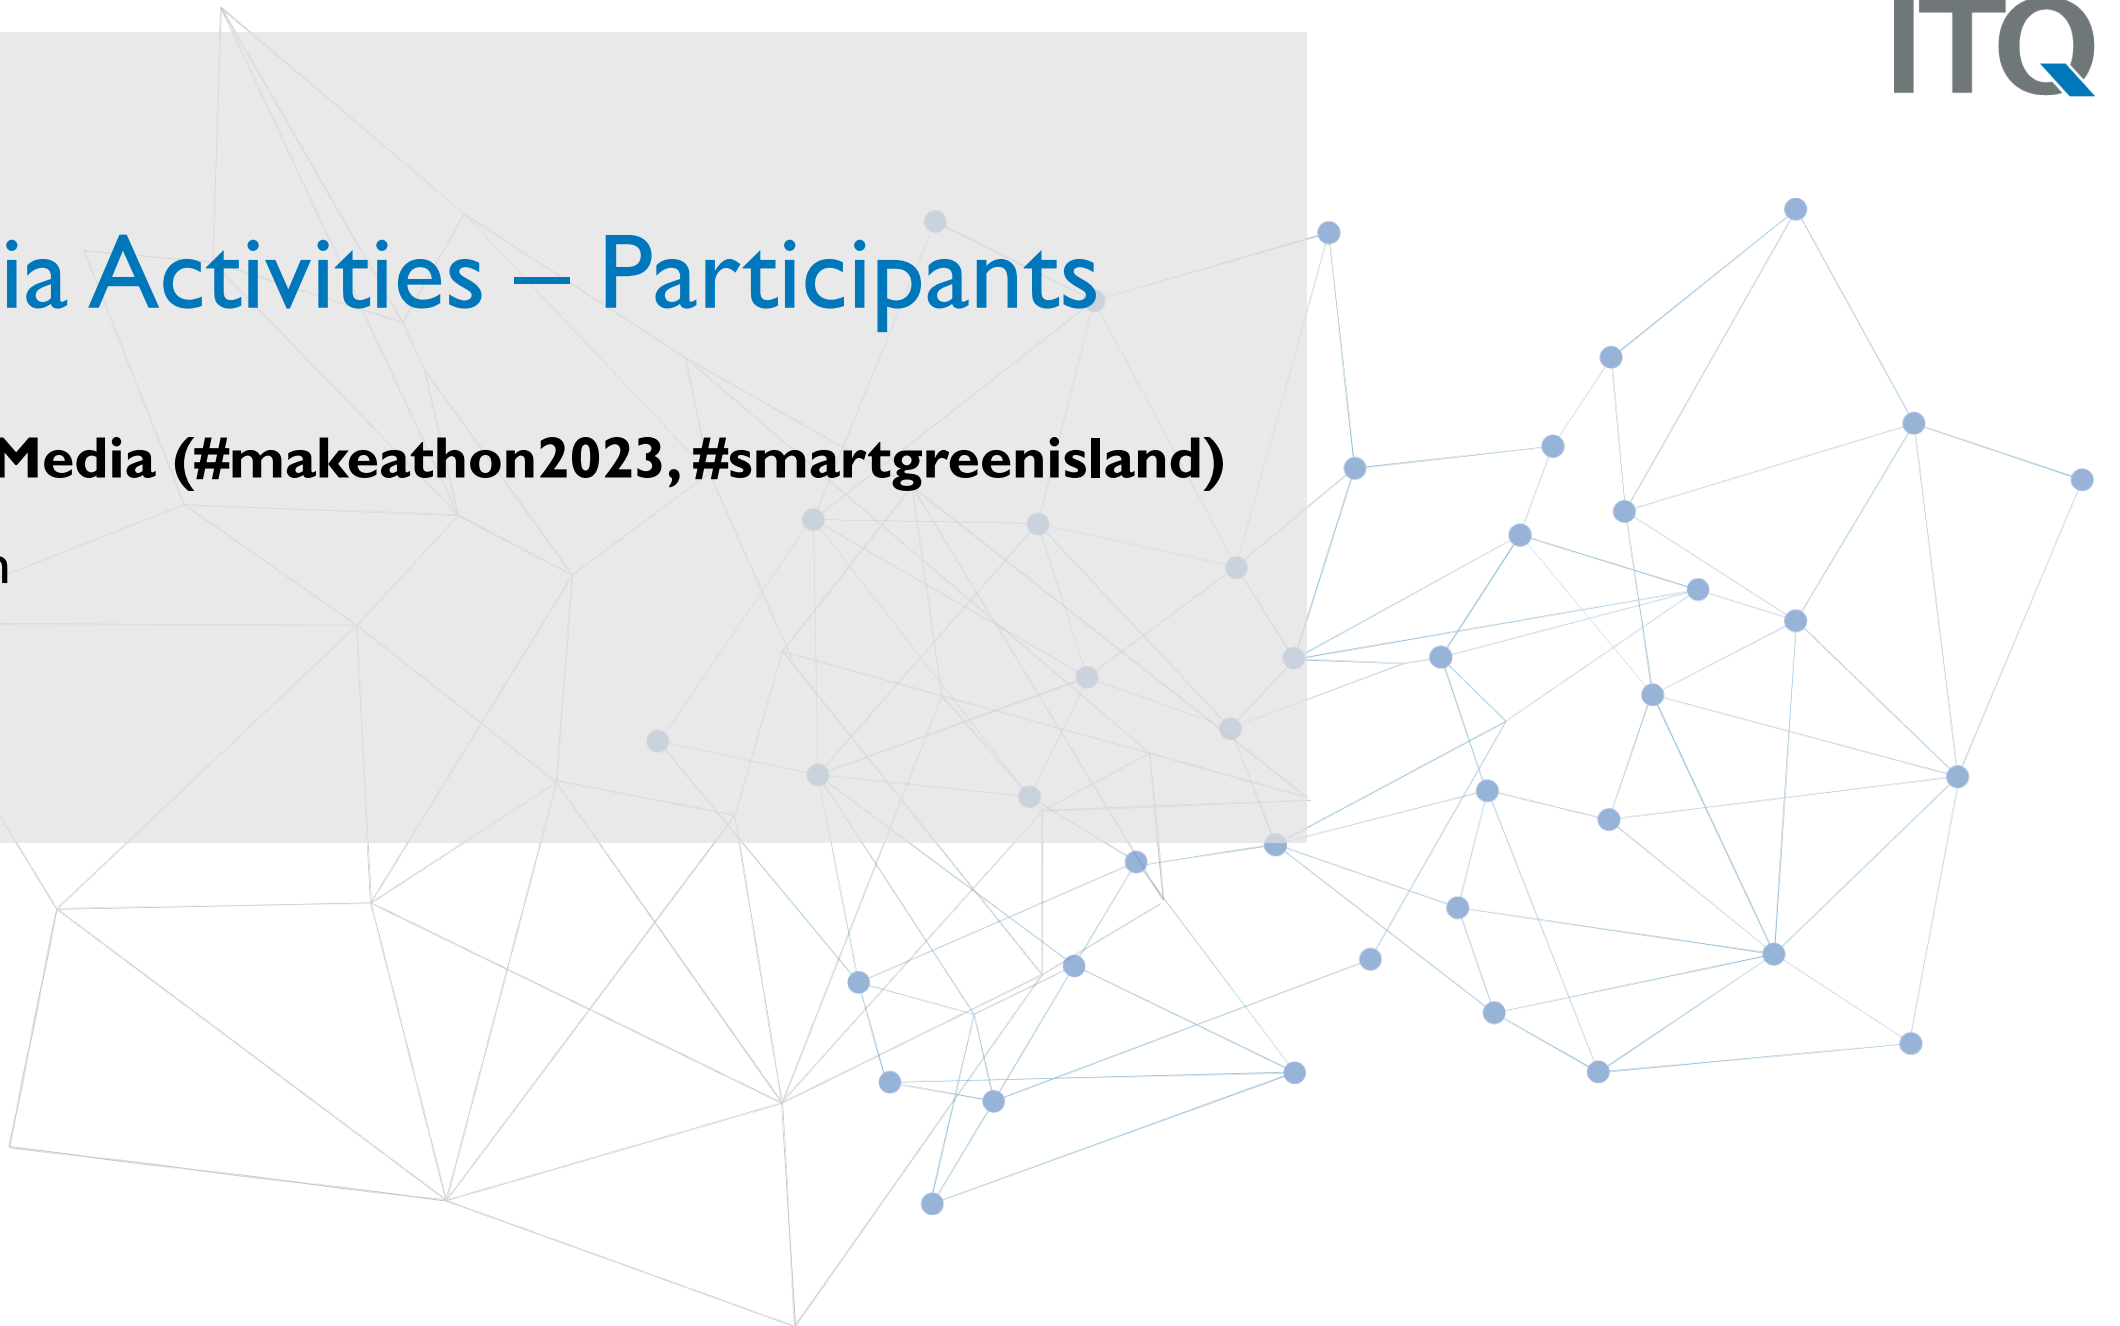 ITQ
ia Activities – Participants
Media (#makeathon2023, #smartgreenisland)
n